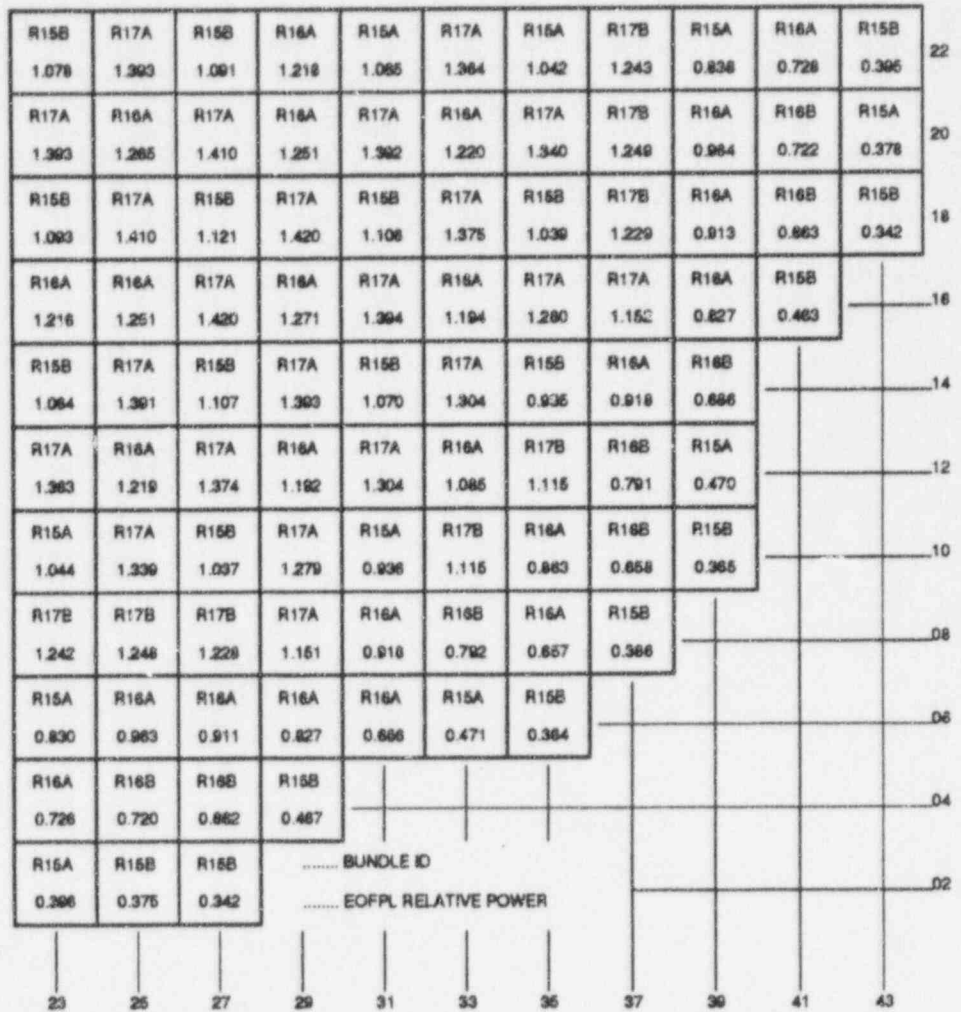 R15B R17A R15B R16A R15A R17A R15A R17B R15A R16A R15B
22
1.078 1.393 1.091 1.218 1.065 1.364 1.042 1.243 0.838 0.728 0.395
R17A R16A R17A R16A R17A R16A R17A R17B R16A R16B R15A
20
1.393 1.265 1.410 1.251 1.392 1.220 1.340 1.249 0.964 0.722 0.378
R15B R17A R15B R17A R15B R17A R15B R17B R16A R16B R15B
18
1.093 1.410 1.121 1.420 1.106 1.375 1.039 1.229 0.913 0.342
R16A R16A R17A R16A R17A R16A R17A R17A R16A R15B
16
1.216 1.251 1.420 1.271 1.394 1.194 1.280 1.152 0.827
R15B R17A R15B R17A R15B R17A R15B R16A R16B
14
1.064 1.391 1.107 1.393 1.070 1.304 0.935 0.918 0.686
R17A R16A R17A R16A R17A R16A R17B R16B R15A
12
1.363 1.219 1.374 1.192 1.304 1.085 1.115 0.791 0.470
R15A R17A R15B R17A R15A R17B R16A R16B R15B
10
1.044 1.339 1.037 1.279 0.936 1.115 0.863 0.658 0.365
R17B R17B R17B R17A R16A R16B R16A R15B
08
1.242 1.248 1.228 1.151 0.918 0.792 0.657 0.386
R15A R16A R16A R16A R16A R15A R15B
06
0.830 0.963 0.911 0.827 0.686 0.471 0.364
R16A R16B R16B R15B
04
0.726 0.720 0.467
R15A R15B R15B
...... BUNDLE ID
02
0.396 0.375 0.342
...... EOFPL RELATIVE POWER
23 25 27 29 31 33 35 37 39 41 43